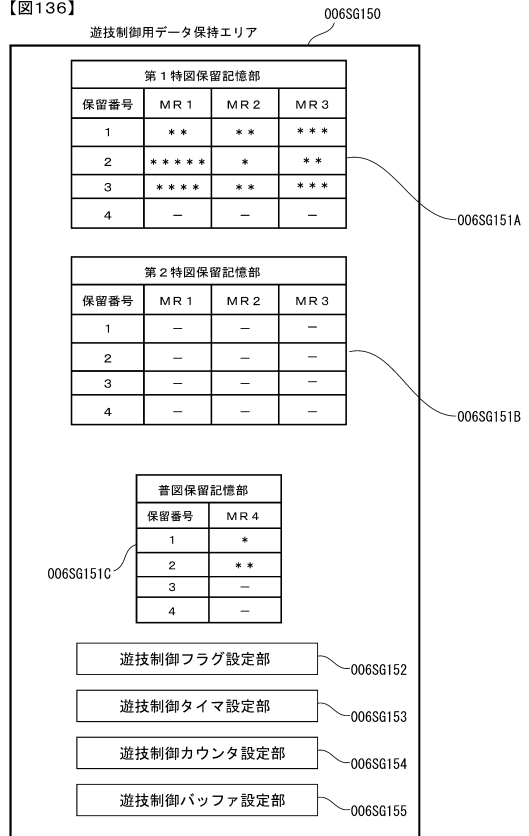 【図136】
006SG150
遊技制御用データ保持エリア
第1特図保留記憶部
保留番号 MR1 MR2 MR3
1 ** ** ***
2 ***** * **
3 **** ** ***
4 － － －
006SG151A
第2特図保留記憶部
保留番号 MR1 MR2 MR3
1 － － －
2 － － －
3 － － －
4 － － －
006SG151B
普図保留記憶部
保留番号 MR4
1 *
2 **
3 －
4 －
006SG151C
遊技制御フラグ設定部
006SG152
遊技制御タイマ設定部
006SG153
遊技制御カウンタ設定部
006SG154
遊技制御バッファ設定部
006SG155